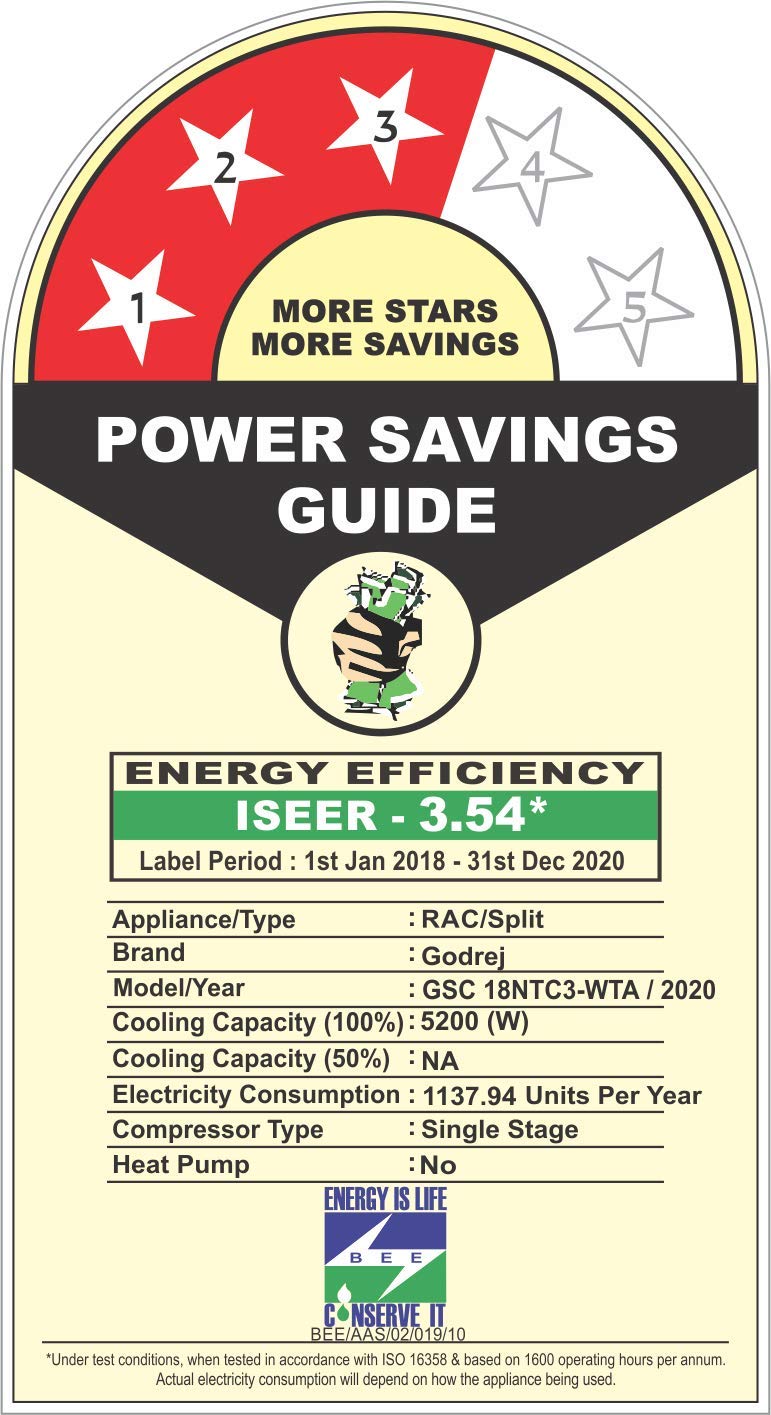 1
2
3
4
5
MORE STARS
MORE SAVINGS
POWER SAVINGS
GUIDE
ENERGY EFFICIENCY
ISEER - 3.54*
Label Period : 1st Jan 2018 - 31st Dec 2020
Appliance/Type : RAC/Split
Brand : Godrej
Model/Year : GSC 18NTC3-WTA / 2020
Cooling Capacity (100%) : 5200 (W)
Cooling Capacity (50%) : NA
Electricity Consumption : 1137.94 Units Per Year
Compressor Type : Single Stage
Heat Pump : No
ENERGY IS LIFE
BEE
CONSERVE IT
BEE/AAS/02/019/10
*Under test conditions, when tested in accordance with ISO 16358 & based on 1600 operating hours per annum.
Actual electricity consumption will depend on how the appliance being used.